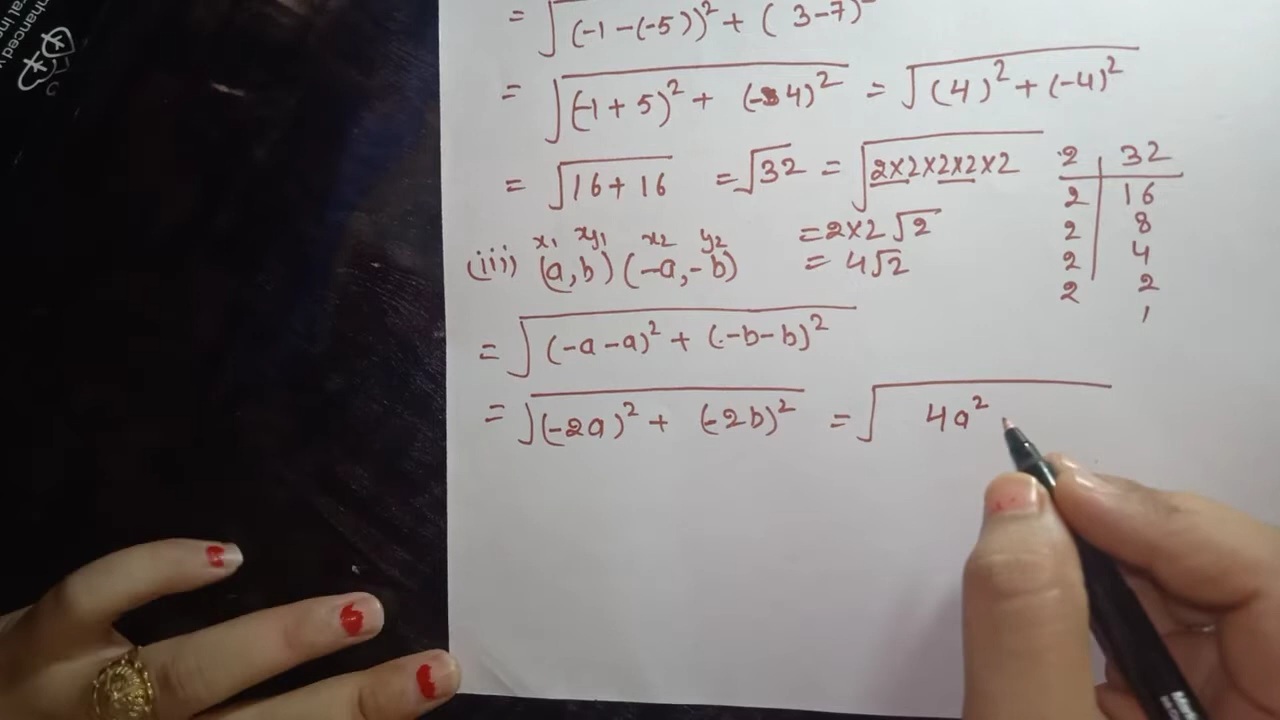 = √(-1-(-5))² + (3-7)²
= √(-1+5)² + (-4)² = √(4)² + (-4)²
= √16+16 = √32 = √2×2×2×2×2
2 | 32
2 | 16
2 | 8
2 | 4
2 | 2
1
= 2×2√2
= 4√2
x₁ xy₁ x₂ y₂
(iii) (a,b) (-a,-b)
= √(-a-a)² + (-b-b)²
= √(-2a)² + (-2b)² = √4a²